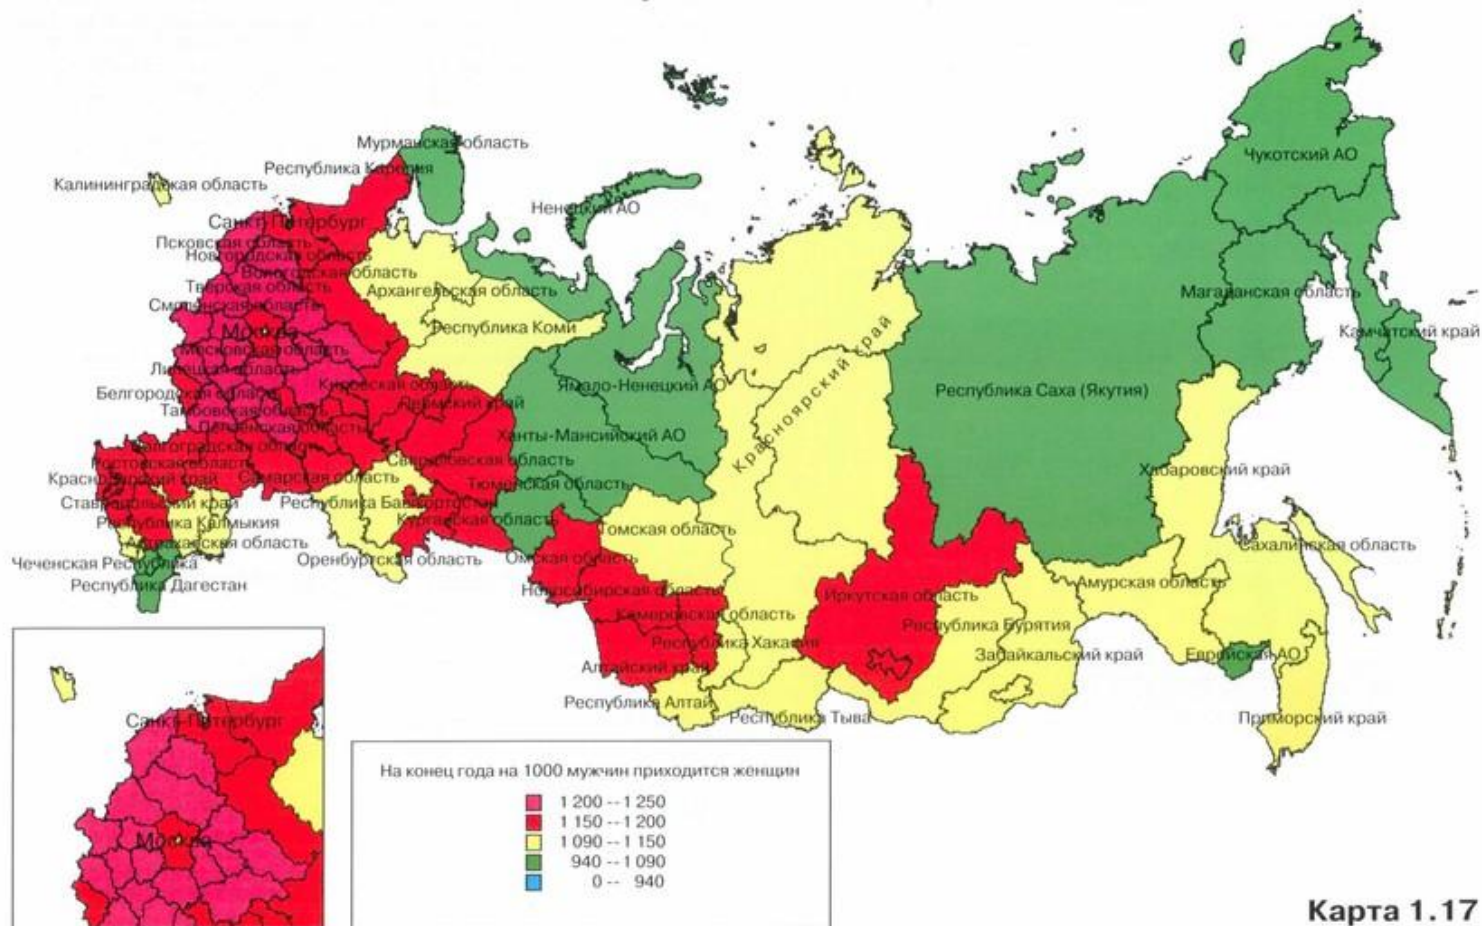 Чукотский АО
Мурманская область
Республика Карелия
Калининградская область
Ненецкий АО
Санкт-Петербург
Псковская область
Новгородская область
Вологодская область
Тверская область
Архангельская область
Магаданская область
Смоленская область
Москва
Республика Коми
Камчатский край
Московская область
Липецкая область
Кировская область
Ямало-Ненецкий АО
Красноярский край
Республика Саха (Якутия)
Белгородская область
Пермский край
Тамбовская область
Пензенская область
Ханты-Мансийский АО
Волгоградская область
Ростовская область
Свердловская область
Хабаровский край
Краснодарский край
Самарская область
Тюменская область
Ставропольский край
Республика Башкортостан
Республика Калмыкия
Курганская область
Томская область
Астраханская область
Сахалинская область
Чеченская Республика
Оренбургская область
Омская область
Республика Дагестан
Амурская область
Новосибирская область
Иркутская область
Кемеровская область
Республика Бурятия
Республика Хакасия
Забайкальский край
Еврейская АО
Алтайский край
Республика Алтай
Республика Тыва
Приморский край
Санкт-Петербург
Москва
На конец года на 1000 мужчин приходится женщин
1 200 -- 1 250
1 150 -- 1 200
1 090 -- 1 150
940 -- 1 090
0 -- 940
Карта 1.17